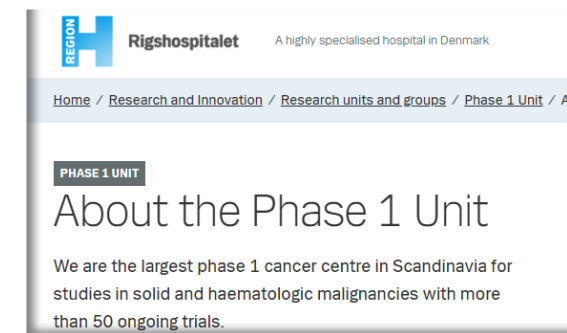 REGION
Rigshospitalet
A highly specialised hospital in Denmark
Home / Research and Innovation / Research units and groups / Phase 1 Unit / A
PHASE 1 UNIT
About the Phase 1 Unit
We are the largest phase 1 cancer centre in Scandinavia for
studies in solid and haematologic malignancies with more
than 50 ongoing trials.